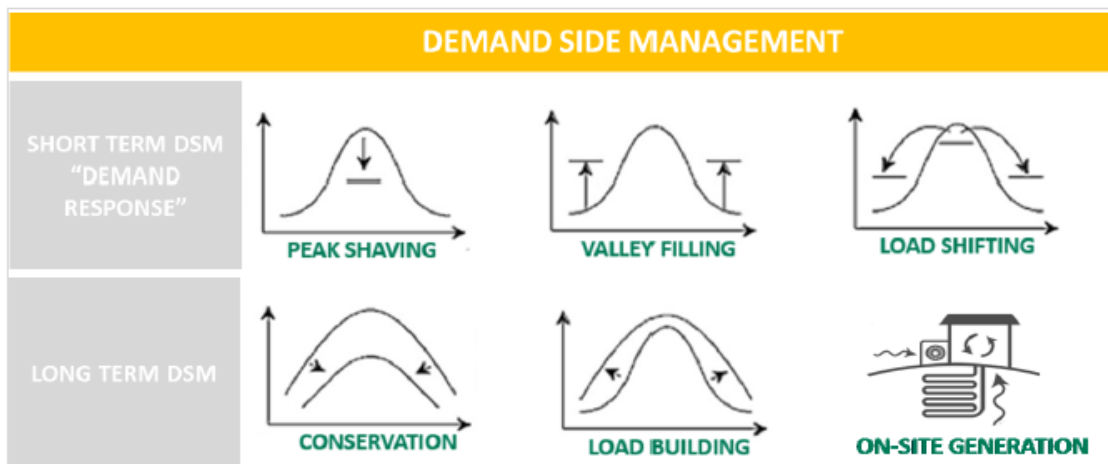 DEMAND SIDE MANAGEMENT
SHORT TERM DSM
"DEMAND
RESPONSE"
PEAK SHAVING
VALLEY FILLING
LOAD SHIFTING
LONG TERM DSM
CONSERVATION
LOAD BUILDING
ON-SITE GENERATION